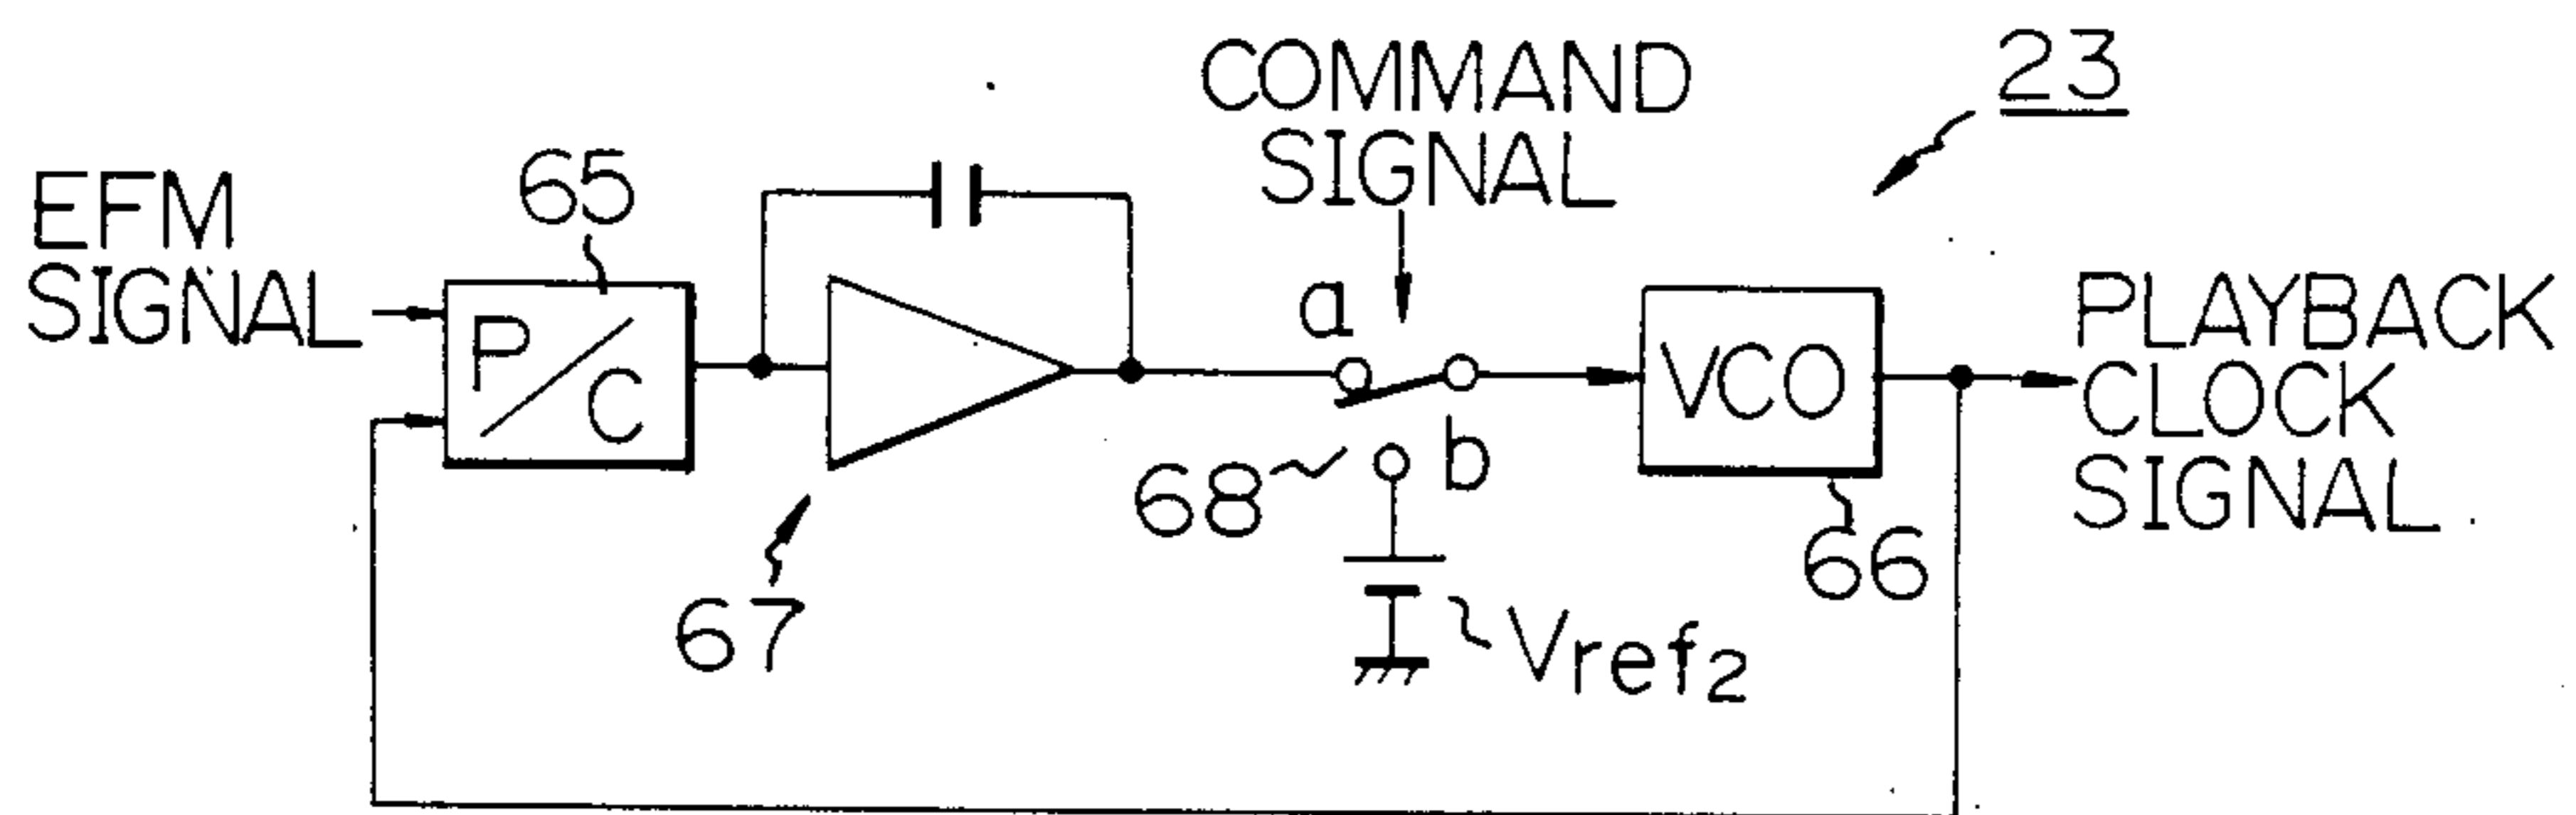 EFM
SIGNAL
65
P/C
67
COMMAND
SIGNAL
a
b
68
Vref2
VCO
66
23
PLAYBACK
CLOCK
SIGNAL